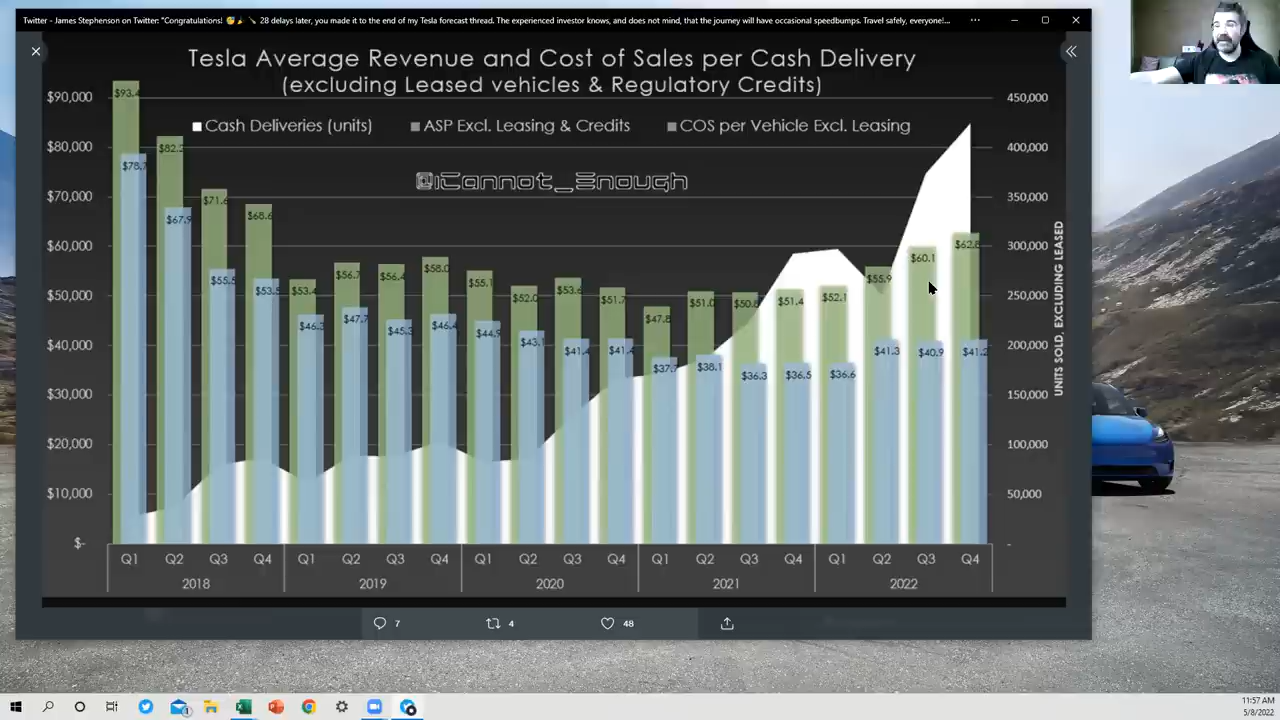 Twitter - James Stephenson on Twitter: "Congratulations! 🥳🎉 🍾 28 delays later, you made it to the end of my Tesla forecast thread. The experienced investor knows, and does not mind, that the journey will have occasional speedbumps. Travel safely, everyone!...
Tesla Average Revenue and Cost of Sales per Cash Delivery
(excluding Leased vehicles & Regulatory Credits)
Cash Deliveries (units) ASP Excl. Leasing & Credits COS per Vehicle Excl. Leasing
@iCannot_Enough
$90,000
$80,000
$70,000
$60,000
$50,000
$40,000
$30,000
$20,000
$10,000
$-
$93.4 $82.2 $71.6 $68.6 $53.4 $56.7 $56.4 $58.0 $55.1 $52.0 $53.6 $51.7 $47.8 $51.0 $50.8 $51.4 $52.1 $55.9 $60.1 $62.8
$78.7 $67.9 $55.5 $53.5 $46.3 $47.7 $45.3 $46.4 $44.9 $43.1 $41.4 $41.4 $37.7 $38.1 $36.3 $36.5 $36.6 $41.3 $40.9 $41.2
450,000
400,000
350,000
300,000
250,000
200,000
150,000
100,000
50,000
-
UNITS SOLD, EXCLUDING LEASED
Q1 Q2 Q3 Q4 Q1 Q2 Q3 Q4 Q1 Q2 Q3 Q4 Q1 Q2 Q3 Q4 Q1 Q2 Q3 Q4
2018 2019 2020 2021 2022
7 4 48
1
11:57 AM
5/8/2022